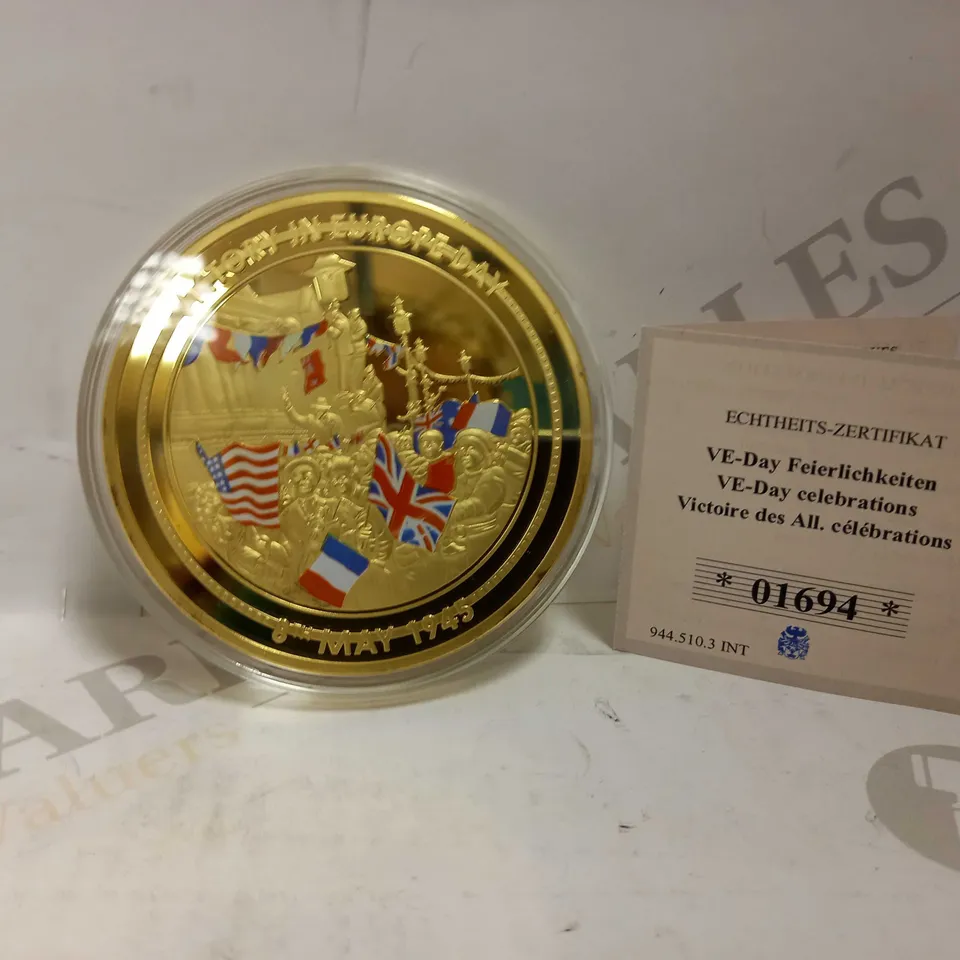 VICTORY IN EUROPE DAY
8TH MAY 1945
ECHTHEITS-ZERTIFIKAT
VE-Day Feierlichkeiten
VE-Day celebrations
Victoire des All. célébrations
* 01694 *
944.510.3 INT
Valuers